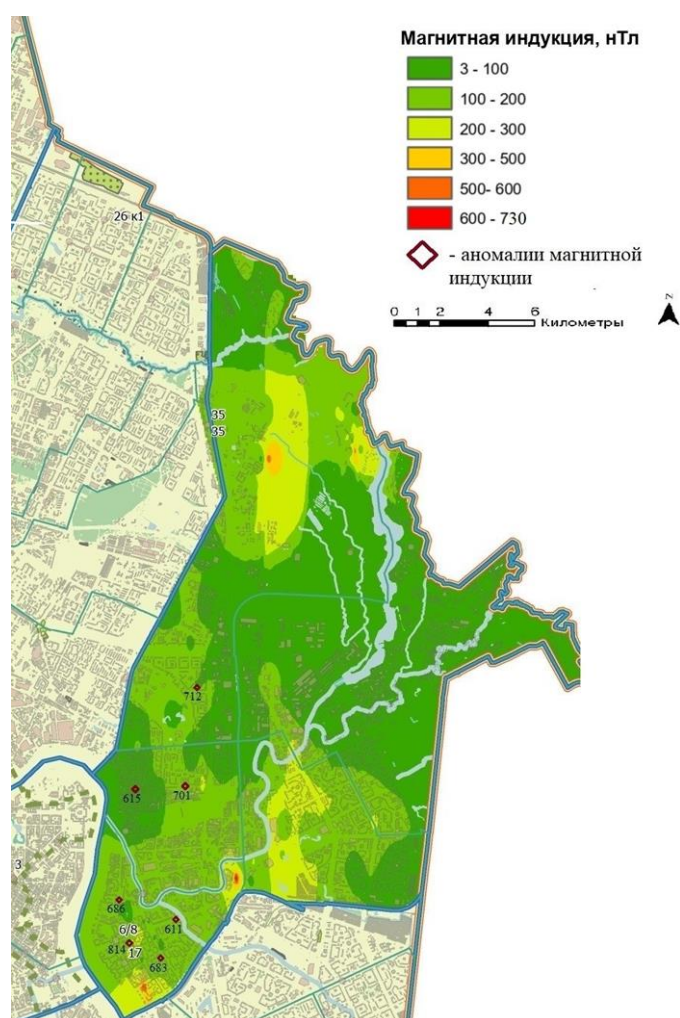 Магнитная индукция, нТл
3 - 100
100 - 200
200 - 300
300 - 500
500- 600
600 - 730
- аномалии магнитной
индукции
0 1 2 4 6
Километры
N
26 к1
35
35
712
615
701
3
686
6/8
611
814
17
683